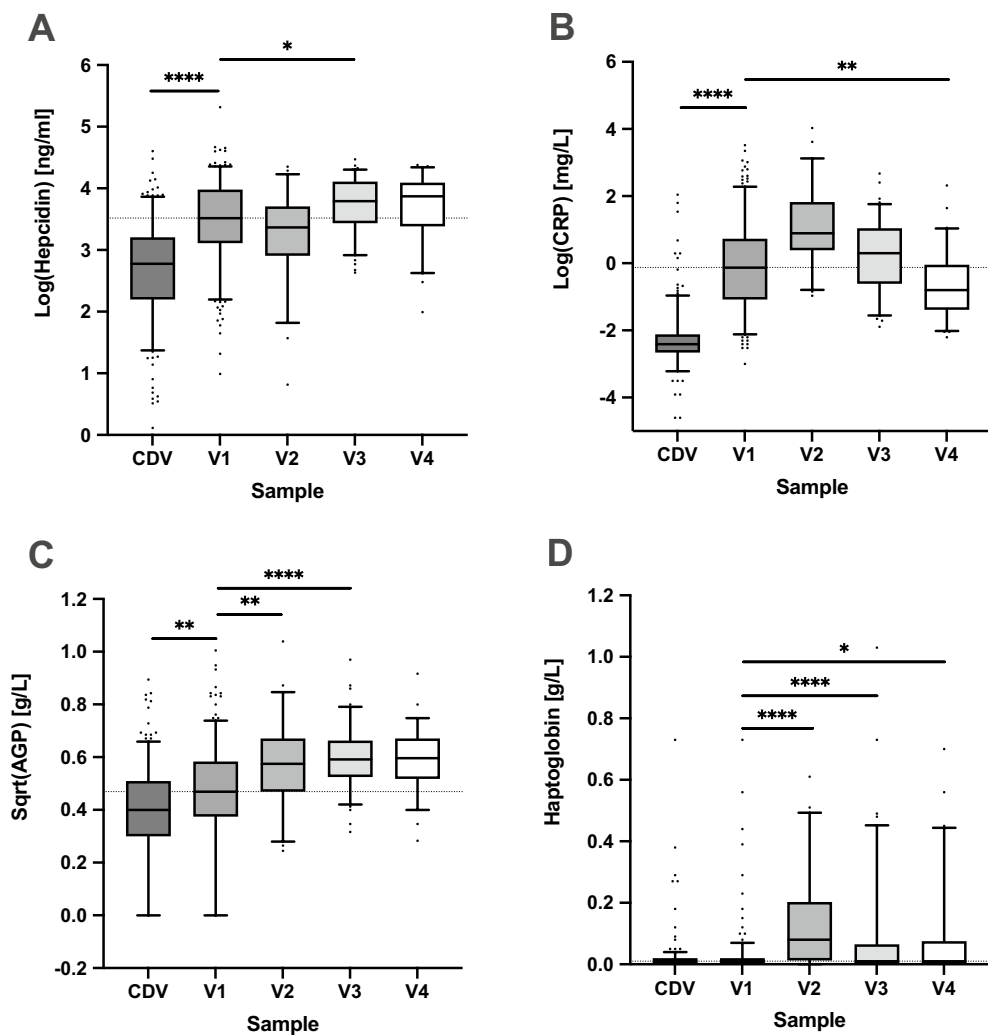 A
*
****
Log(Hepcidin) [ng/ml]
6
5
4
3
2
1
0
CDV V1 V2 V3 V4
Sample
B
**
****
Log(CRP) [mg/L]
6
4
2
0
-2
-4
CDV V1 V2 V3 V4
Sample
C
****
**
**
Sqrt(AGP) [g/L]
1.2
1.0
0.8
0.6
0.4
0.2
0.0
-0.2
CDV V1 V2 V3 V4
Sample
D
*
****
****
Haptoglobin [g/L]
1.2
1.0
0.8
0.6
0.4
0.2
0.0
CDV V1 V2 V3 V4
Sample